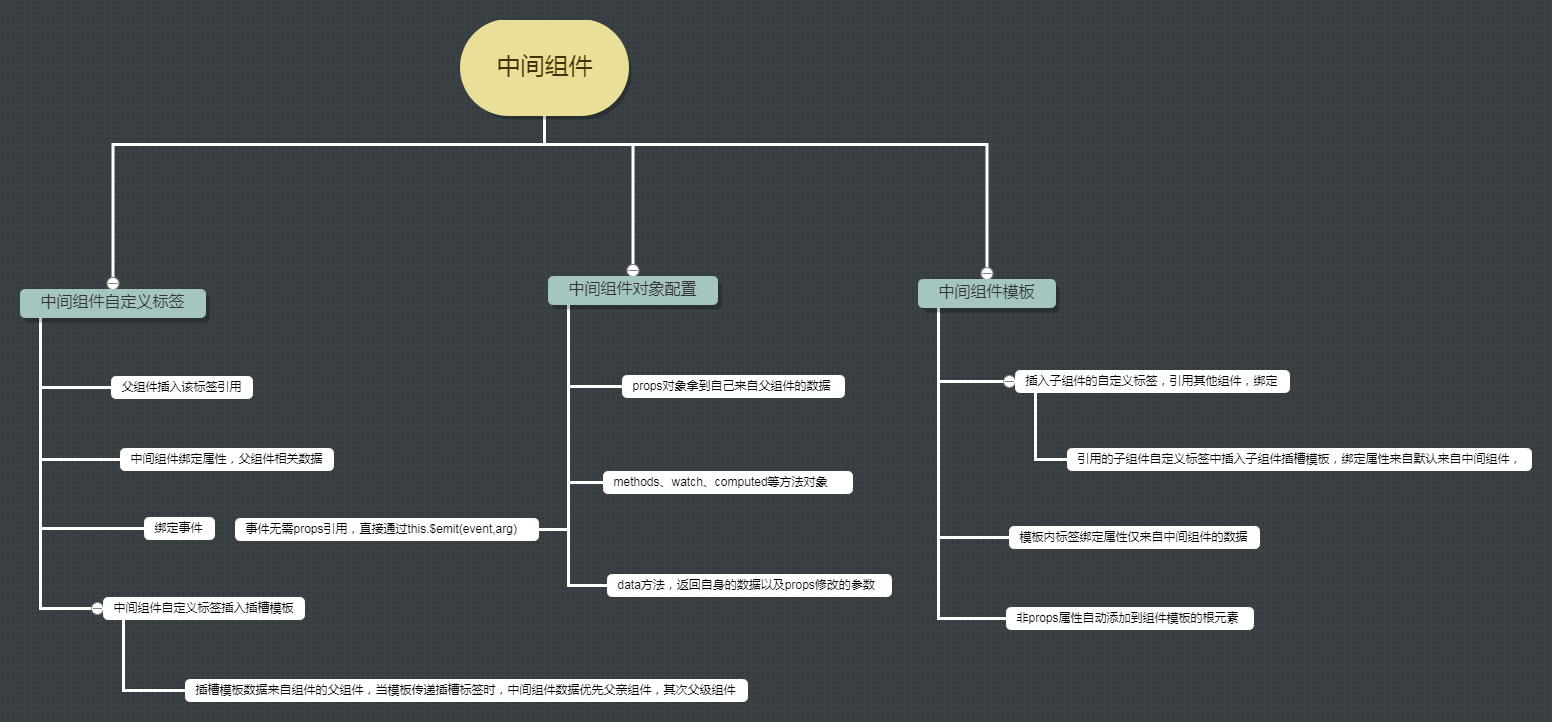 中间组件
中间组件自定义标签
父组件插入该标签引用
中间组件绑定属性，父组件相关数据
绑定事件
中间组件自定义标签插入插槽模板
插槽模板数据来自组件的父组件，当模板传递插槽标签时，中间组件数据优先父亲组件，其次父级组件
中间组件对象配置
props对象拿到自己来自父组件的数据
methods、watch、computed等方法对象
事件无需props引用，直接通过this.$emit(event,arg)
data方法，返回自身的数据以及props修改的参数
中间组件模板
插入子组件的自定义标签，引用其他组件，绑定
引用的子组件自定义标签中插入子组件插槽模板，绑定属性来自默认来自中间组件，
模板内标签绑定属性仅来自中间组件的数据
非props属性自动添加到组件模板的根元素